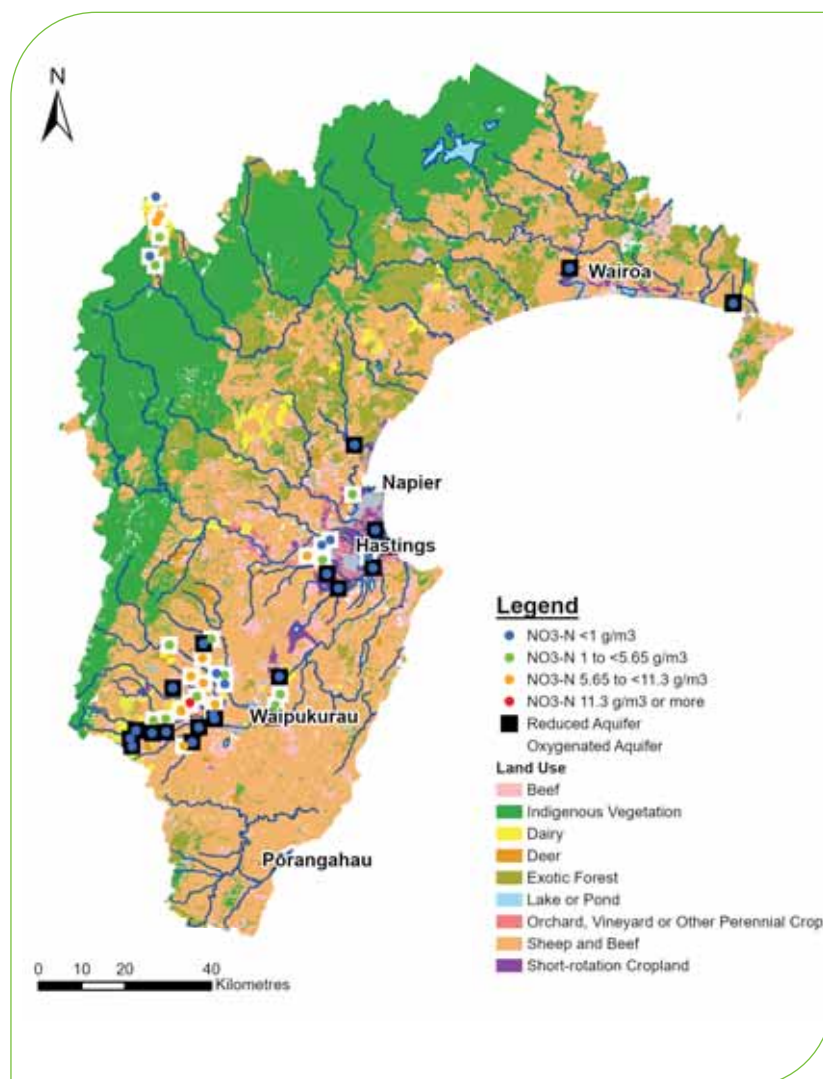 N
Wairoa
Napier
Hastings
Waipukurau
Pōrangahau
Legend
NO3-N <1 g/m3
NO3-N 1 to <5.65 g/m3
NO3-N 5.65 to <11.3 g/m3
NO3-N 11.3 g/m3 or more
Reduced Aquifer
Oxygenated Aquifer
Land Use
Beef
Indigenous Vegetation
Dairy
Deer
Exotic Forest
Lake or Pond
Orchard, Vineyard or Other Perennial Crop
Sheep and Beef
Short-rotation Cropland
0 10 20 40
Kilometres